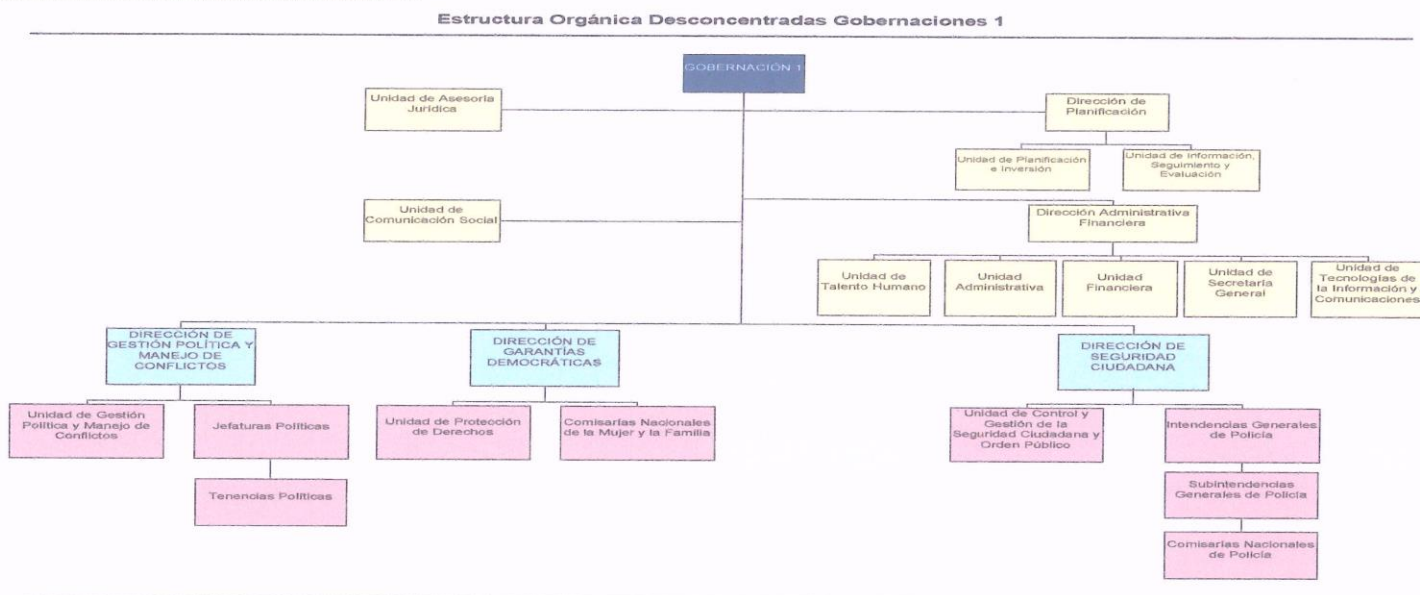 Estructura Orgánica Desconcentradas Gobernaciones 1
GOBERNACIÓN 1
Unidad de Asesoría
Jurídica
Dirección de
Planificación
Unidad de Planificación
e Inversión
Unidad de Información,
Seguimiento y
Evaluación
Unidad de
Comunicación Social
Dirección Administrativa
Financiera
Unidad de
Talento Humano
Unidad
Administrativa
Unidad
Financiera
Unidad de
Secretaría
General
Unidad de
Tecnologías de
la Información y
Comunicaciones
DIRECCIÓN DE
GESTIÓN POLÍTICA Y
MANEJO DE
CONFLICTOS
DIRECCIÓN DE
GARANTÍAS
DEMOCRÁTICAS
DIRECCIÓN DE
SEGURIDAD
CIUDADANA
Unidad de Gestión
Política y Manejo de
Conflictos
Jefaturas Políticas
Tenencias Políticas
Unidad de Protección
de Derechos
Comisarías Nacionales
de la Mujer y la Familia
Unidad de Control y
Gestión de la
Seguridad Ciudadana y
Orden Público
Intendencias Generales
de Policía
Subintendencias
Generales de Policía
Comisarías Nacionales
de Policía